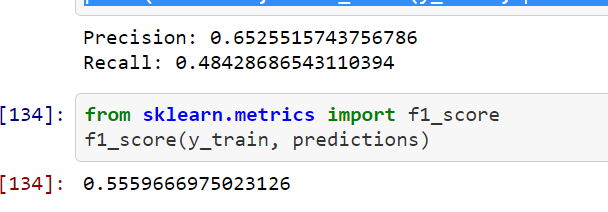 Precision: 0.6525515743756786
Recall: 0.48428686543110394
[134]: from sklearn.metrics import f1_score
f1_score(y_train, predictions)
[134]: 0.5559666975023126